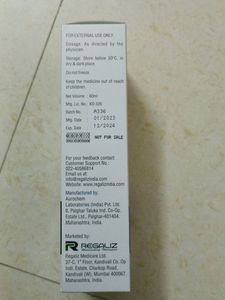 FOR EXTERNAL USE ONLY
Dosage: As directed by the
physician.
Storage: Store below 30°C, in
dry & dark place
Do not freeze.
Keep the medicine out of reach
of children.
Net Volume : 60ml
Mfg. Lic. No.: KD-326
Batch No. A336
Mfg. Date 01/2023
Exp. Date 12/2024
NOT FOR SALE
For your feedback contact
Customer Support No.:
022-40586814
Email us at
info@regalizindia.com
Website : www.regalizindia.com
Manufactured by:
Aurochem
Laboratories (India) Pvt. Ltd.
8, Palghar Taluka Ind. Co-Op.
Estate Ltd., Palghar-401404.
Maharashtra, India.
Marketed by:
REGALIZ
Regaliz Medicare Ltd.
37-C, 1st Floor, Kandivali Co. Op
Indl. Estate, Charkop Road,
Kandivali (W), Mumbai 400067
Maharashtra, India